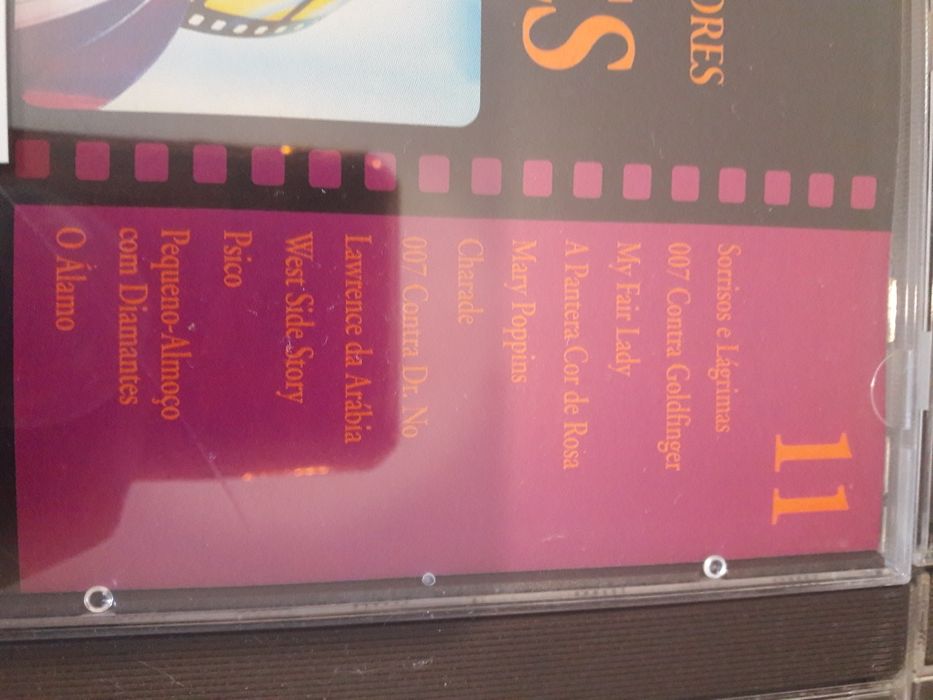 DRES
S
11
Sorrisos e Lágrimas
007 Contra Goldfinger
My Fair Lady
A Pantera Cor de Rosa
Mary Poppins
Charade
007 Contra Dr. No
Lawrence da Arábia
West Side Story
Psico
Pequeno-Almoço
com Diamantes
O Álamo